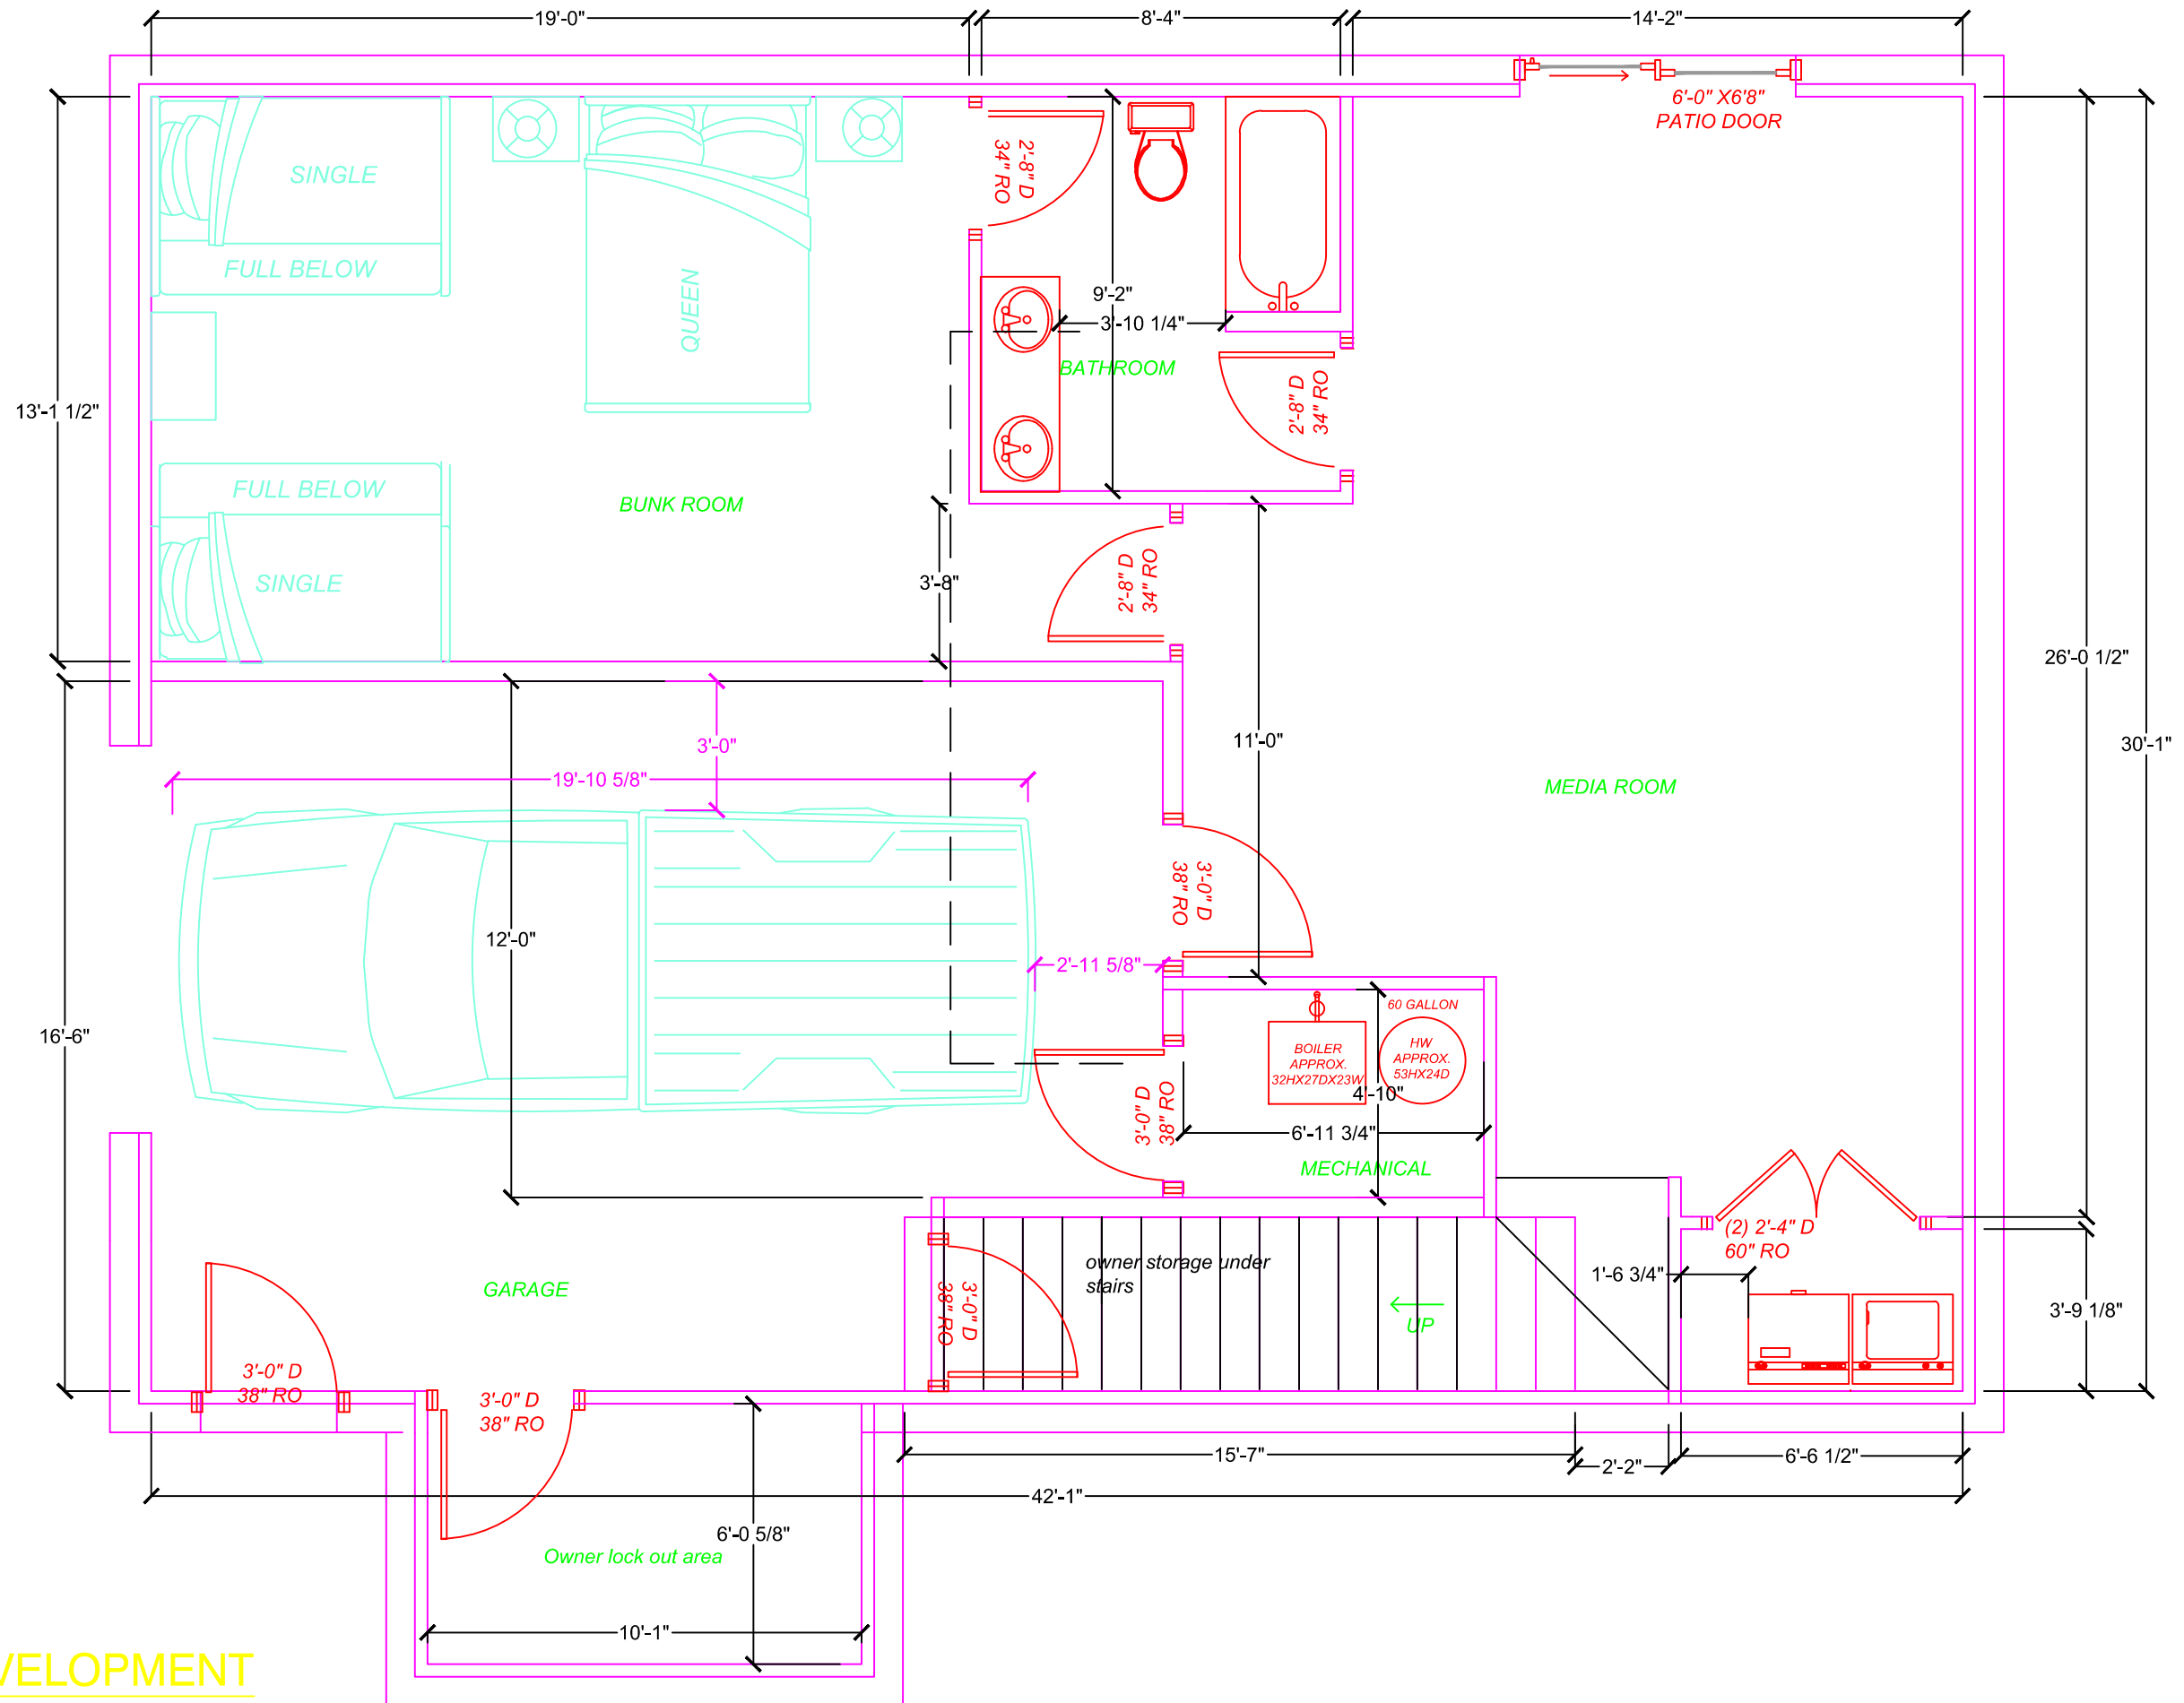 19'-0"
8'-4"
14'-2"
6'-0" X6'8"
PATIO DOOR
2'-8" D
34" RO
SINGLE
FULL BELOW
QUEEN
9'-2"
3'-10 1/4"
BATHROOM
2'-8" D
34" RO
13'-1 1/2"
FULL BELOW
BUNK ROOM
SINGLE
3'-8"
2'-8" D
34" RO
26'-0 1/2"
30'-1"
11'-0"
3'-0"
19'-10 5/8"
MEDIA ROOM
3'-0" D
38" RO
12'-0"
2'-11 5/8"
16'-6"
60 GALLON
BOILER
APPROX.
32HX27DX23W
HW
APPROX.
53HX24D
4'-10"
3'-0" D
38" RO
6'-11 3/4"
MECHANICAL
(2) 2'-4" D
60" RO
owner storage under
stairs
1'-6 3/4"
GARAGE
3'-0" D
38" RO
UP
3'-9 1/8"
3'-0" D
38" RO
3'-0" D
38" RO
15'-7"
2'-2"
6'-6 1/2"
42'-1"
6'-0 5/8"
Owner lock out area
10'-1"
VELOPMENT